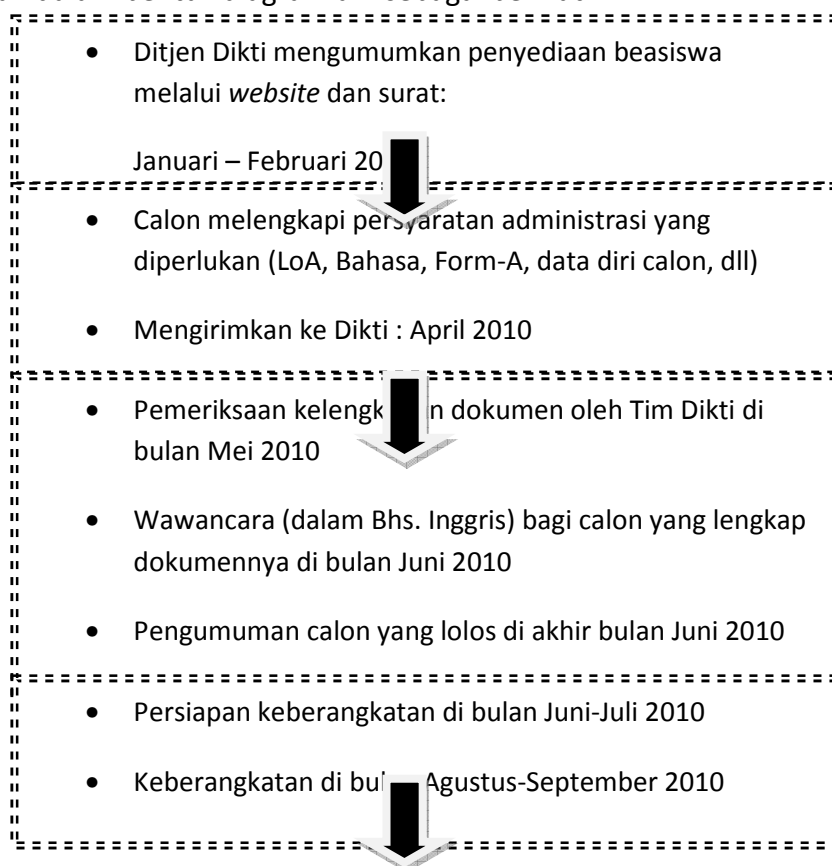 • Ditjen Dikti mengumumkan penyediaan beasiswa
melalui website dan surat:
Januari – Februari 20
• Calon melengkapi persyaratan administrasi yang
diperlukan (LoA, Bahasa, Form-A, data diri calon, dll)
• Mengirimkan ke Dikti : April 2010
• Pemeriksaan dokumen oleh Tim Dikti di
bulan Mei 2010
• Wawancara (dalam Bhs. Inggris) bagi calon yang lengkap
dokumennya di bulan Juni 2010
• Pengumuman calon yang lolos di akhir bulan Juni 2010
• Persiapan keberangkatan di bulan Juni-Juli 2010
• Keberangkatan di Agustus-September 2010